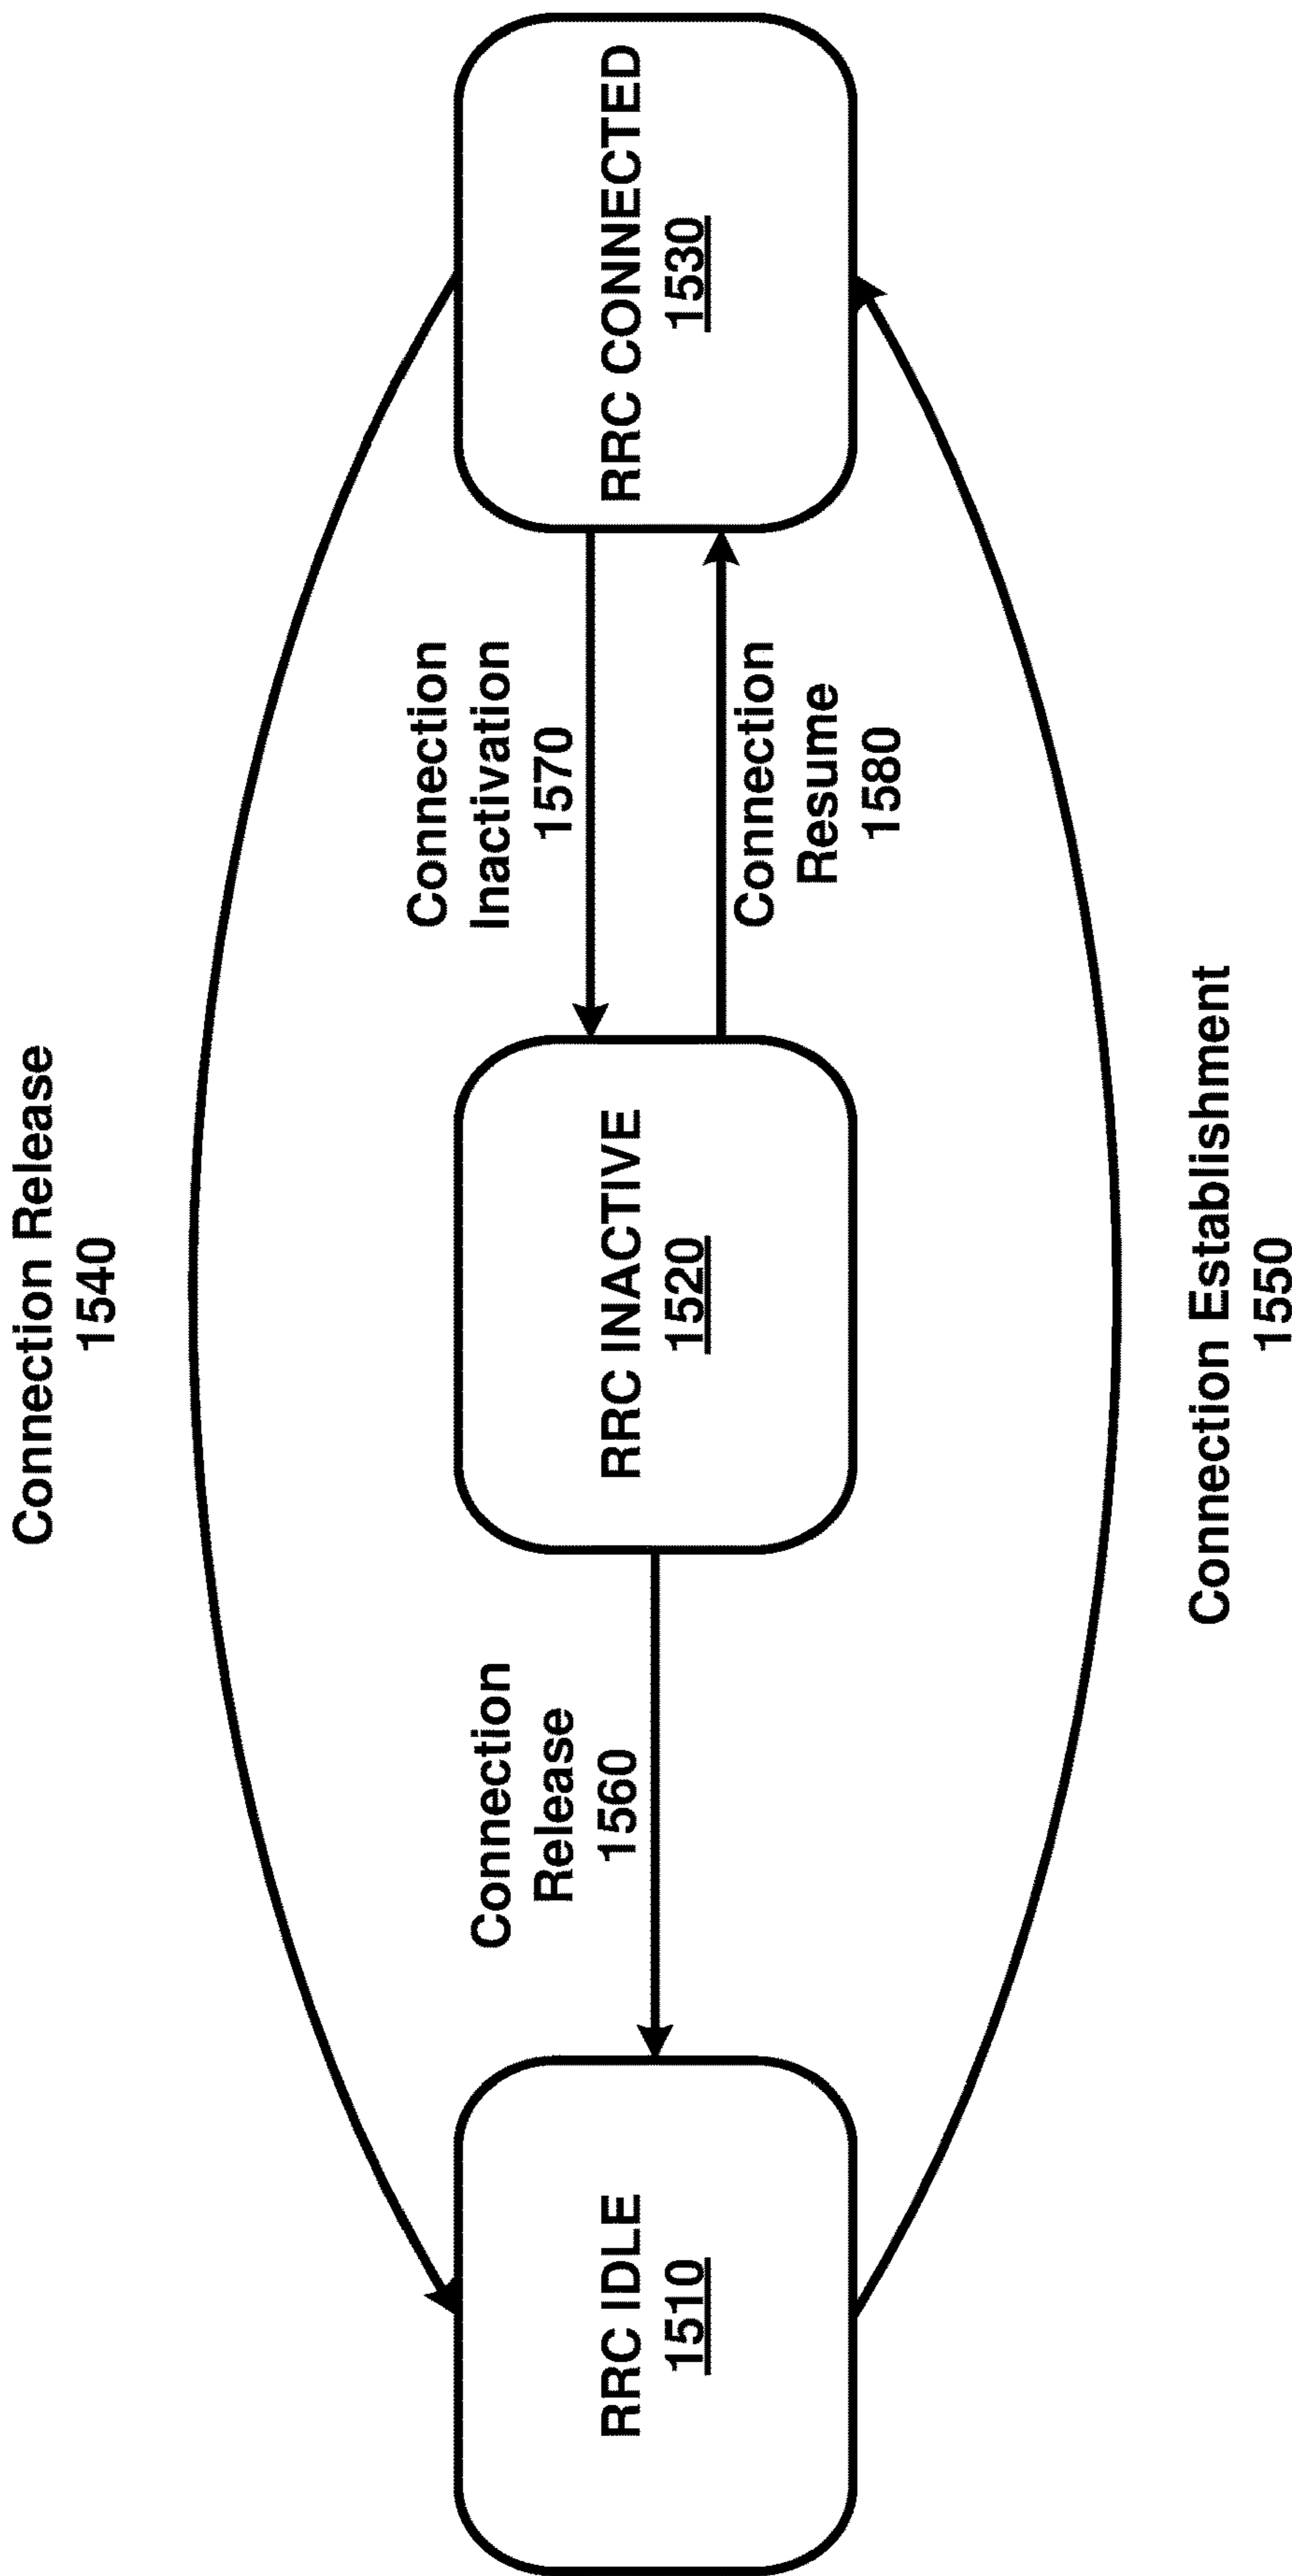 Connection Release
1540
RRC IDLE
1510
Connection
Release
1560
RRC INACTIVE
1520
Connection
Inactivation
1570
Connection
Resume
1580
RRC CONNECTED
1530
Connection Establishment
1550